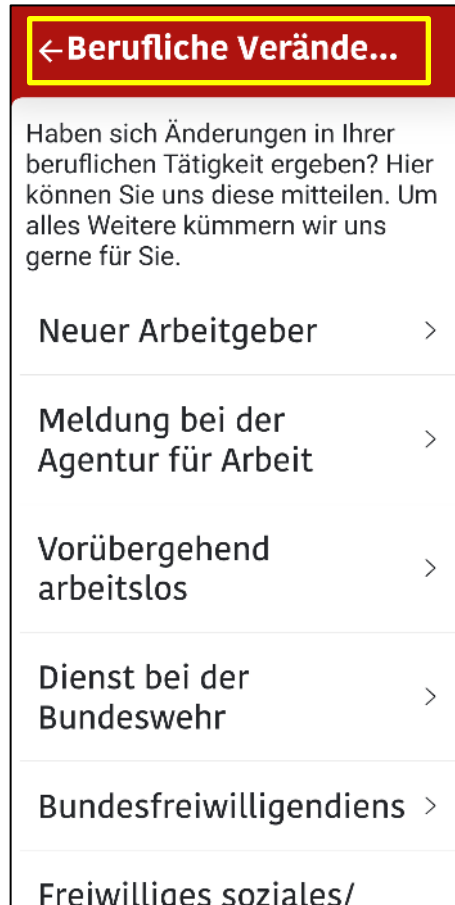 ←Berufliche Verände...
Haben sich Änderungen in Ihrer
beruflichen Tätigkeit ergeben? Hier
können Sie uns diese mitteilen. Um
alles Weitere kümmern wir uns
gerne für Sie.
Neuer Arbeitgeber
Meldung bei der
Agentur für Arbeit
Vorübergehend
arbeitslos
Dienst bei der
Bundeswehr
Bundesfreiwilligendiens
Freiwilliges soziales/